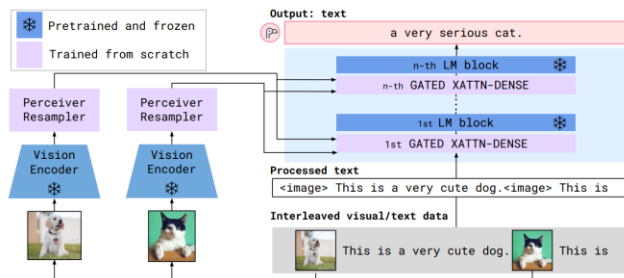 Pretrained and frozen
Trained from scratch
Perceiver
Resampler
Perceiver
Resampler
Vision
Encoder
Vision
Encoder
Output: text
a very serious cat.
n-th LM block
n-th GATED XATTN-DENSE
1st LM block
1st GATED XATTN-DENSE
Processed text
<image> This is a very cute dog.<image> This is
Interleaved visual/text data
This is a very cute dog.
This is